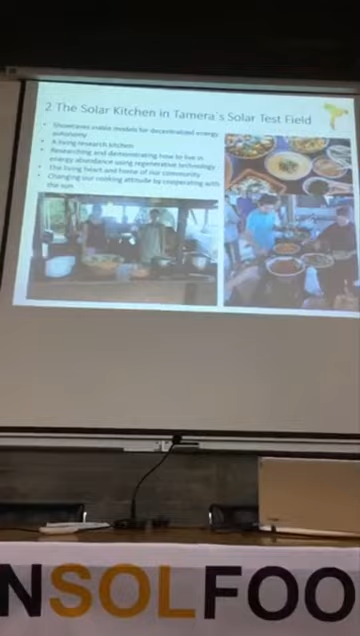 2 The Solar Kitchen in Tamera´s Solar Test Field
• Showcases viable models for decentralized energy
autonomy
• A living research kitchen
• Researching and demonstrating how to live in
energy abundance using regenerative technology
• The living heart and home of our community
• Changing our cooking attitude by cooperating with
the sun
NSOLFOO